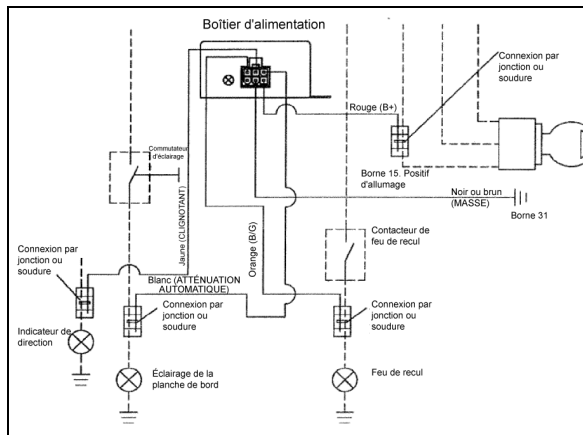 Boîtier d'alimentation
Connexion par
jonction ou
soudure
Rouge (B+)
Commutateur
d'éclairage
Borne 15. Positif
d'allumage
Noir ou brun
(MASSE)
Borne 31
Jaune (CLIGNOTANT)
Orange (B/G)
Contacteur de
feu de recul
Connexion par
jonction ou
soudure
Blanc (ATTÉNUATION
AUTOMATIQUE)
Connexion par
jonction ou
soudure
Connexion par
jonction ou
soudure
Indicateur de
direction
Éclairage de la
planche de bord
Feu de recul